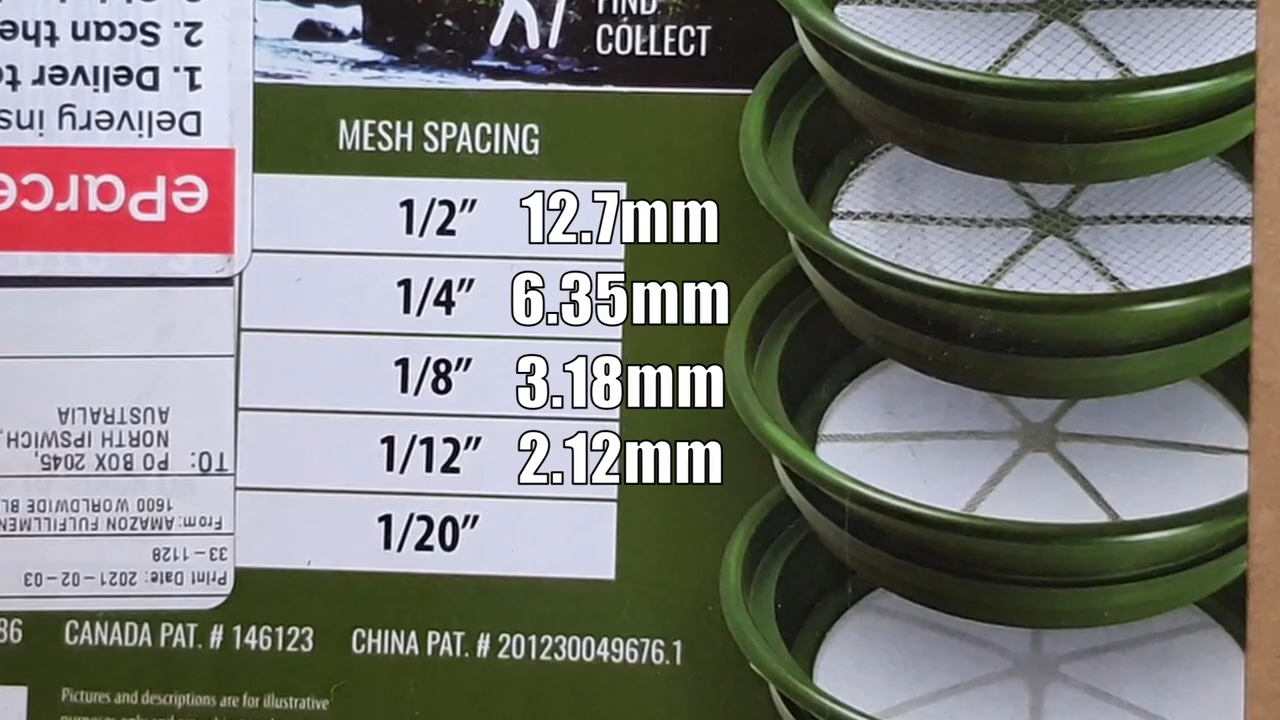 FIND
COLLECT
MESH SPACING
1/2" 12.7mm
1/4" 6.35mm
1/8" 3.18mm
1/12" 2.12mm
1/20"
86 CANADA PAT. # 146123 CHINA PAT. # 201230049676.1
Pictures and descriptions are for illustrative
Print Date: 2021-02-03
33-1128
From: AMAZON FULFILLMEN
1600 WORLDWIDE BL
TO: PO BOX 2045,
NORTH IPSWICH,
AUSTRALIA
eParce
Delivery ins
1. Deliver to
2. Scan the